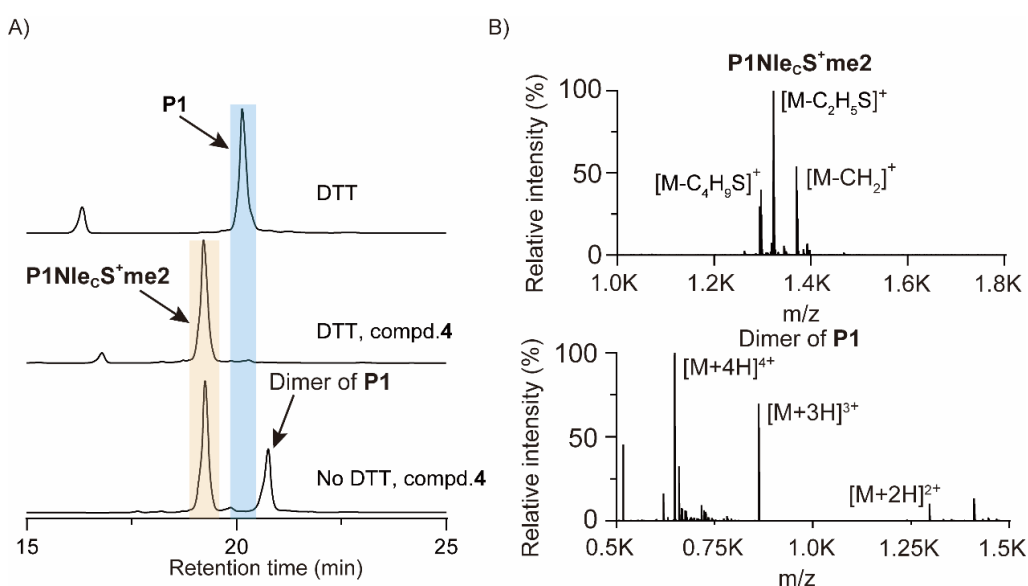 A)
P1
DTT
P1Nle_CS⁺me2
DTT, compd.4
Dimer of P1
No DTT, compd.4
15 20 25
Retention time (min)
B)
P1Nle_CS⁺me2
Relative intensity (%)
100
50
0
[M-C₂H₅S]⁺
[M-C₄H₉S]⁺
[M-CH₂]⁺
1.0K 1.2K 1.4K 1.6K 1.8K
m/z
Dimer of P1
Relative intensity (%)
100
50
0
[M+4H]⁴⁺
[M+3H]³⁺
[M+2H]²⁺
0.5K 0.75K 1.0K 1.25K 1.5K
m/z